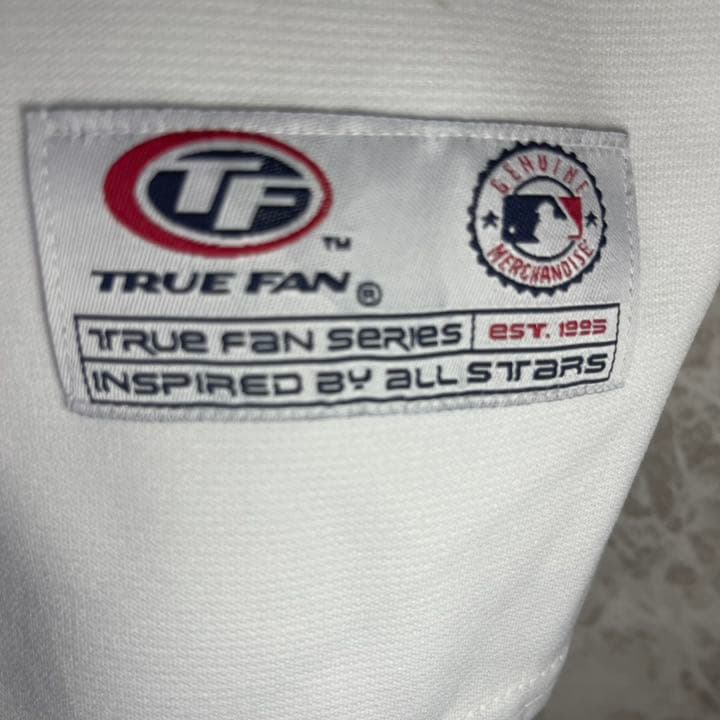 TF
TM
TRUE FAN ®
GENUINE
MERCHANDISE
TRUE FAN SERIES EST. 1995
INSPIRED BY ALL STARS